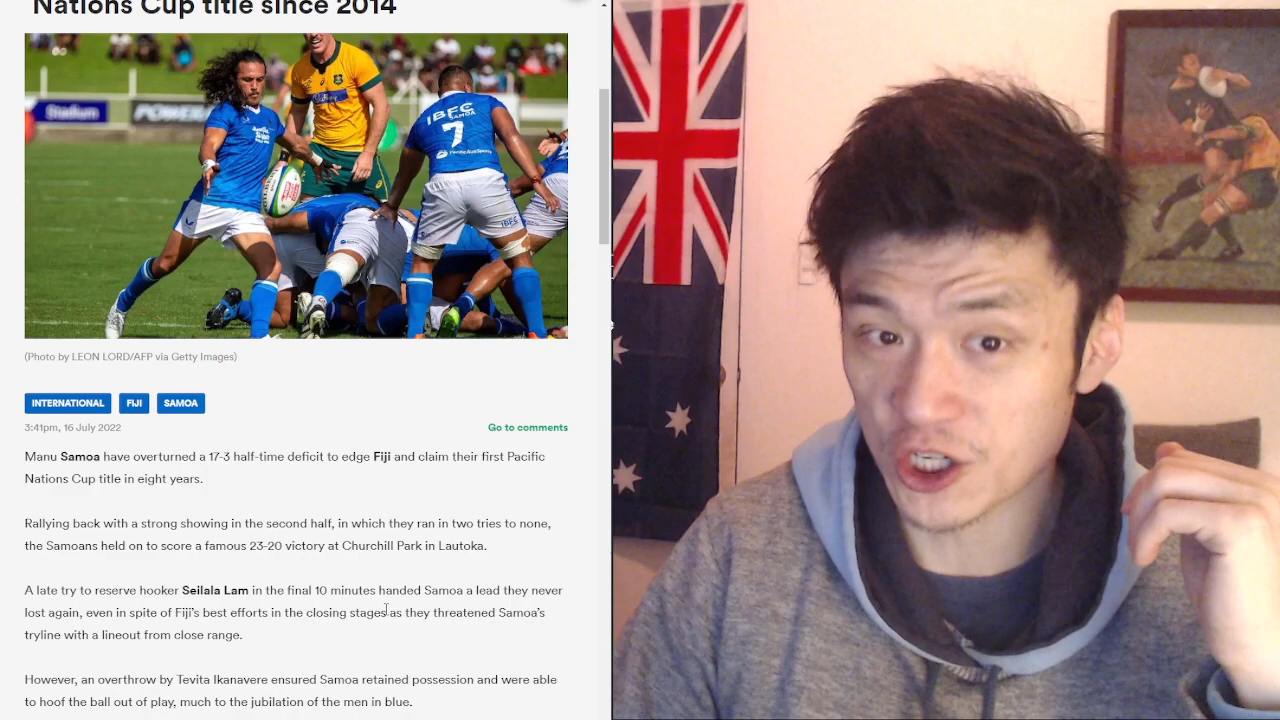 Nations Cup title since 2014
Stadium
POWER
IBFC
SAMOA
7
Pacific Aus Sports
IBFC
(Photo by LEON LORD/AFP via Getty Images)
INTERNATIONAL
FIJI
SAMOA
3:41pm, 16 July 2022
Go to comments
Manu Samoa have overturned a 17-3 half-time deficit to edge Fiji and claim their first Pacific
Nations Cup title in eight years.
Rallying back with a strong showing in the second half, in which they ran in two tries to none,
the Samoans held on to score a famous 23-20 victory at Churchill Park in Lautoka.
A late try to reserve hooker Seilala Lam in the final 10 minutes handed Samoa a lead they never
lost again, even in spite of Fiji's best efforts in the closing stages as they threatened Samoa's
tryline with a lineout from close range.
However, an overthrow by Tevita Ikanavere ensured Samoa retained possession and were able
to hoof the ball out of play, much to the jubilation of the men in blue.